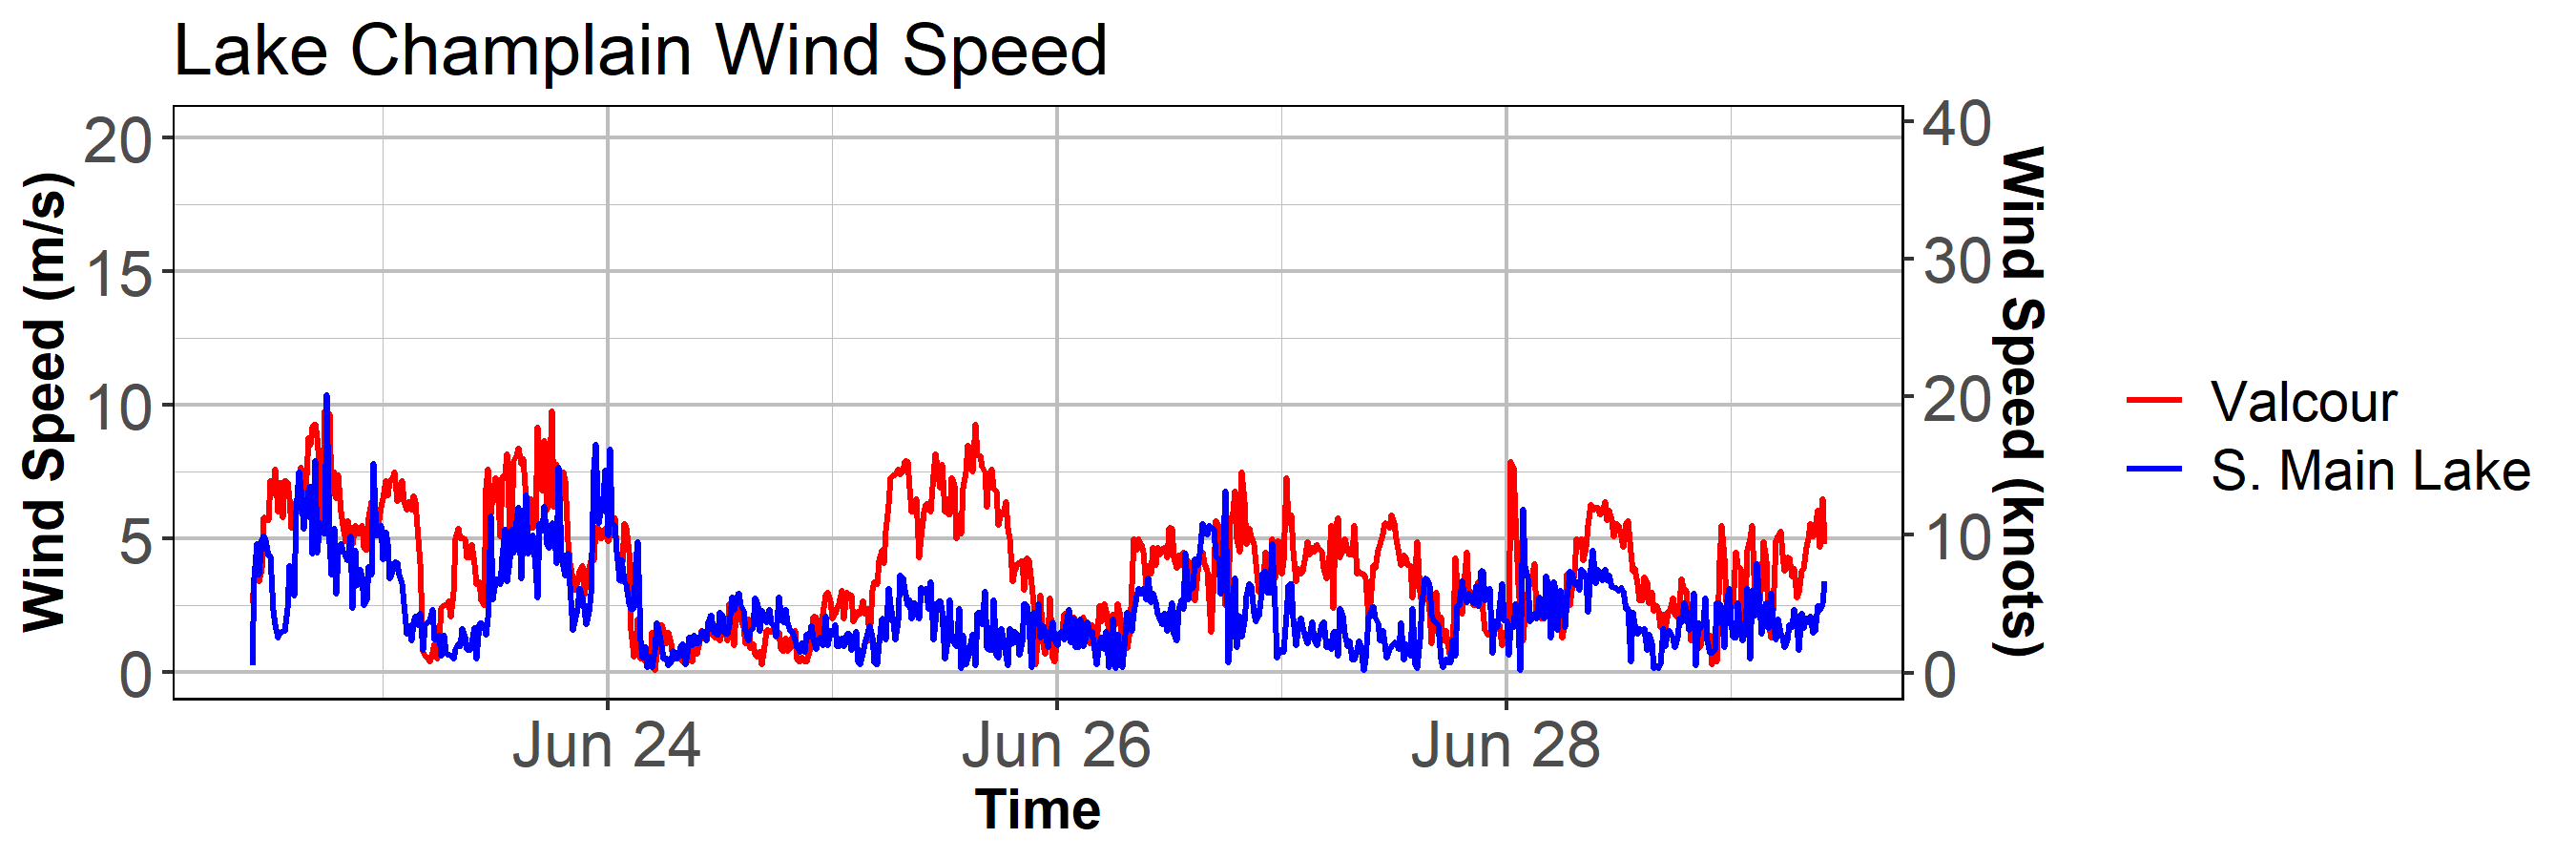 Lake Champlain Wind Speed
Wind Speed (m/s)
20
15
10
5
0
40
30
20
10
0
Wind Speed (knots)
Jun 24
Jun 26
Jun 28
Time
Valcour
S. Main Lake